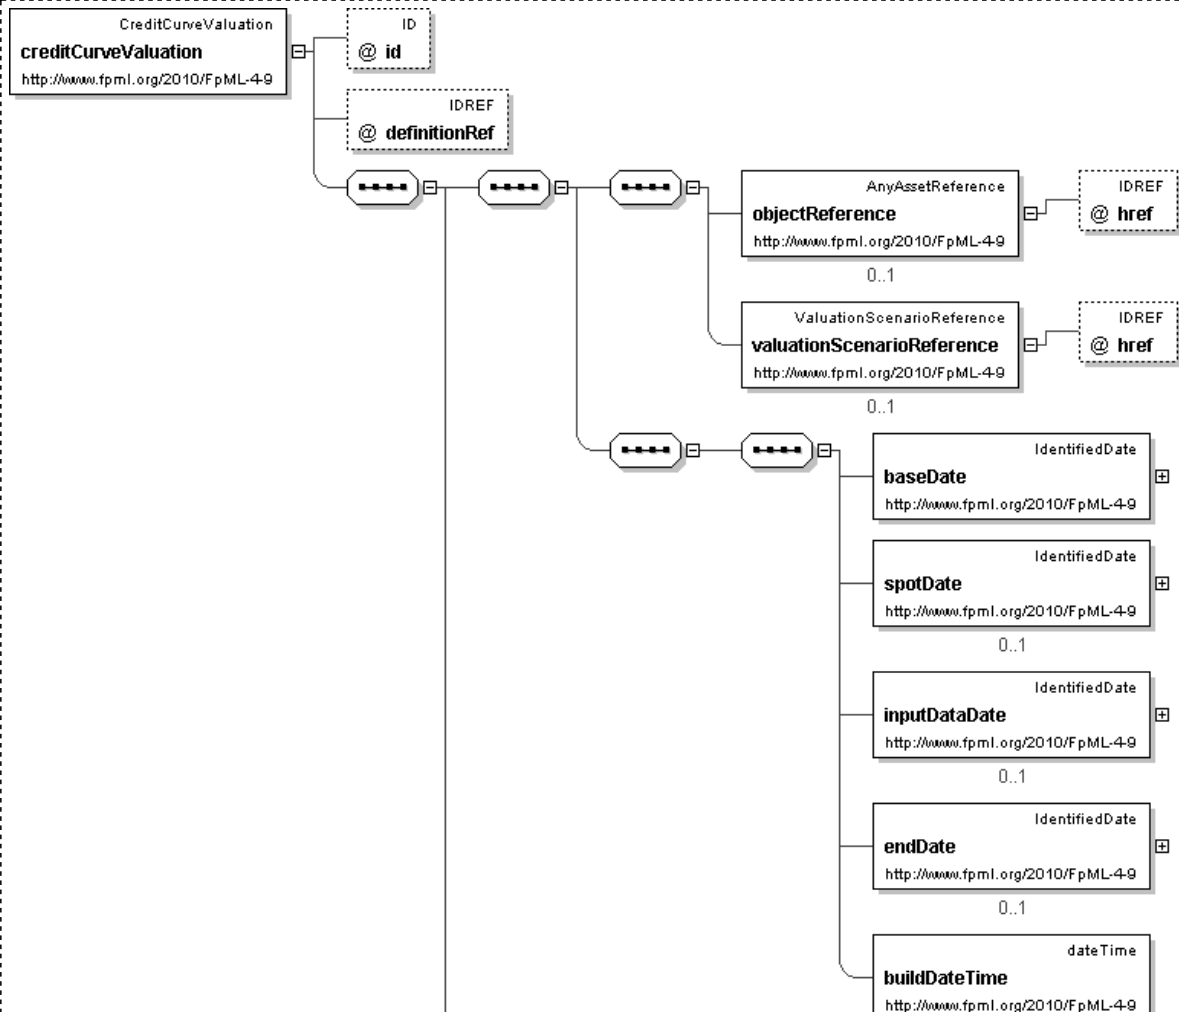 CreditCurveValuation
creditCurveValuation
http://www.fpml.org/2010/FpML-4-9
ID
@ id
IDREF
@ definitionRef
AnyAssetReference
objectReference
http://www.fpml.org/2010/FpML-4-9
0..1
IDREF
@ href
ValuationScenarioReference
valuationScenarioReference
http://www.fpml.org/2010/FpML-4-9
0..1
IDREF
@ href
IdentifiedDate
baseDate
http://www.fpml.org/2010/FpML-4-9
IdentifiedDate
spotDate
http://www.fpml.org/2010/FpML-4-9
0..1
IdentifiedDate
inputDataDate
http://www.fpml.org/2010/FpML-4-9
0..1
IdentifiedDate
endDate
http://www.fpml.org/2010/FpML-4-9
0..1
dateTime
buildDateTime
http://www.fpml.org/2010/FpML-4-9